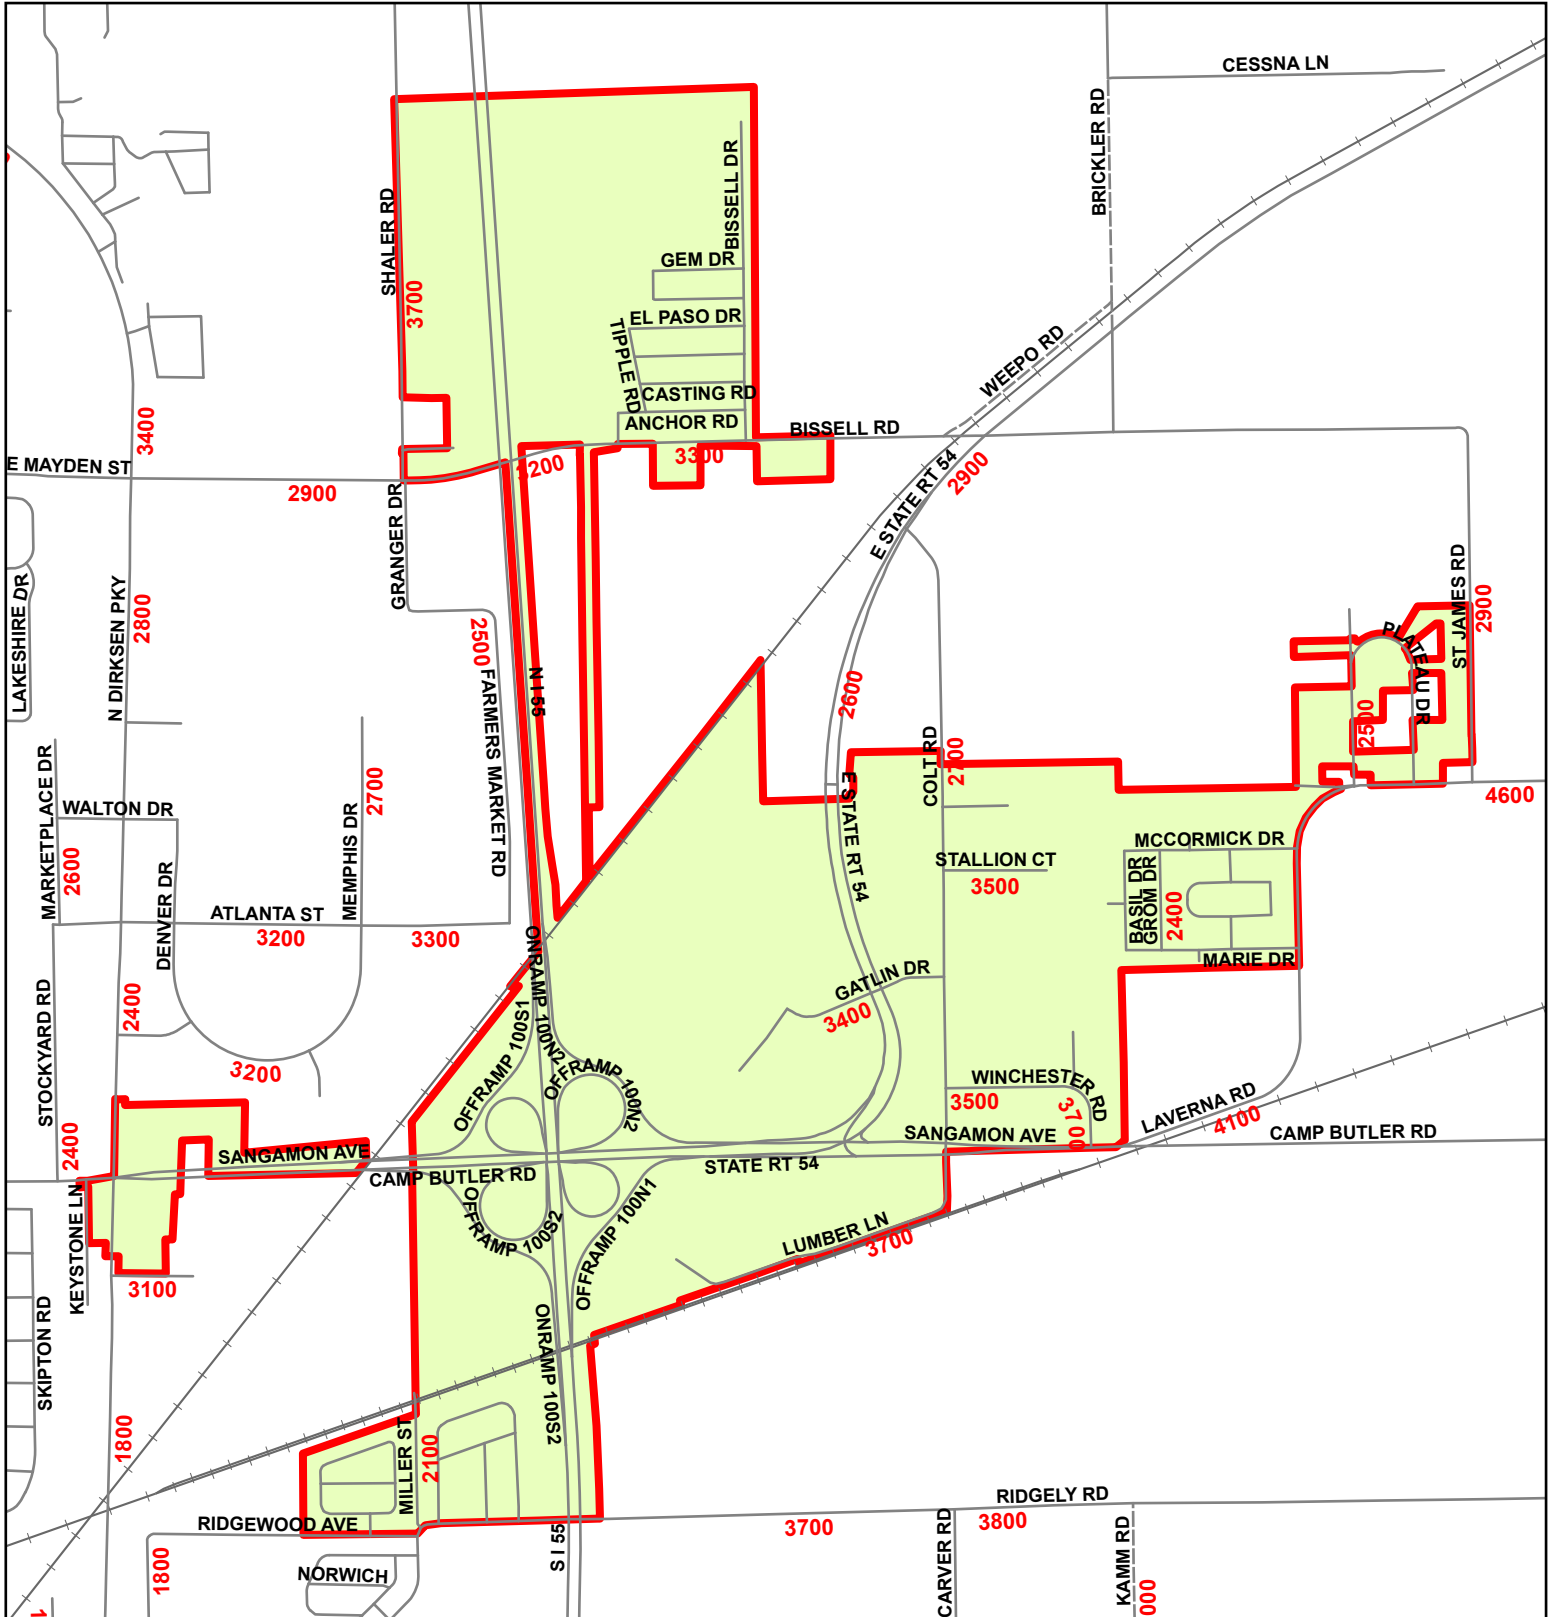 CESSNA LN
BRICKLER RD
BISSELL DR
SHALER RD
3700
GEM DR
EL PASO DR
TIPPLE RD
CASTING RD
ANCHOR RD
WEEPO RD
BISSELL RD
3400
E MAYDEN ST
2900
3200
3300
GRANGER DR
E STATE RT 54
2900
LAKESHIRE DR
N DIRKSEN PKY
2800
2500
FARMERS MARKET RD
N I 55
2600
ST JAMES RD
2900
PLATEAU DR
2500
MARKETPLACE DR
WALTON DR
2600
MEMPHIS DR
2700
COLT RD
2700
E STATE RT 54
4600
MCCORMICK DR
STALLION CT
3500
BASIL DR
GROM DR
2400
MARIE DR
DENVER DR
ATLANTA ST
3200
3300
STOCKYARD RD
2400
3200
ONRAMP 100N2
OFFRAMP 100S1
OFFRAMP 100N2
GATLIN DR
3400
WINCHESTER RD
3500
3700
LAVERNA RD
4100
2400
SANGAMON AVE
SANGAMON AVE
CAMP BUTLER RD
CAMP BUTLER RD
STATE RT 54
KEYSTONE LN
OFFRAMP 100S2
OFFRAMP 100N1
LUMBER LN
3700
3100
SKIPTON RD
ONRAMP 100S2
1800
MILLER ST
2100
RIDGEWOOD AVE
RIDGELY RD
3700
3800
S I 55
CARVER RD
KAMM RD
000
1800
NORWICH
1